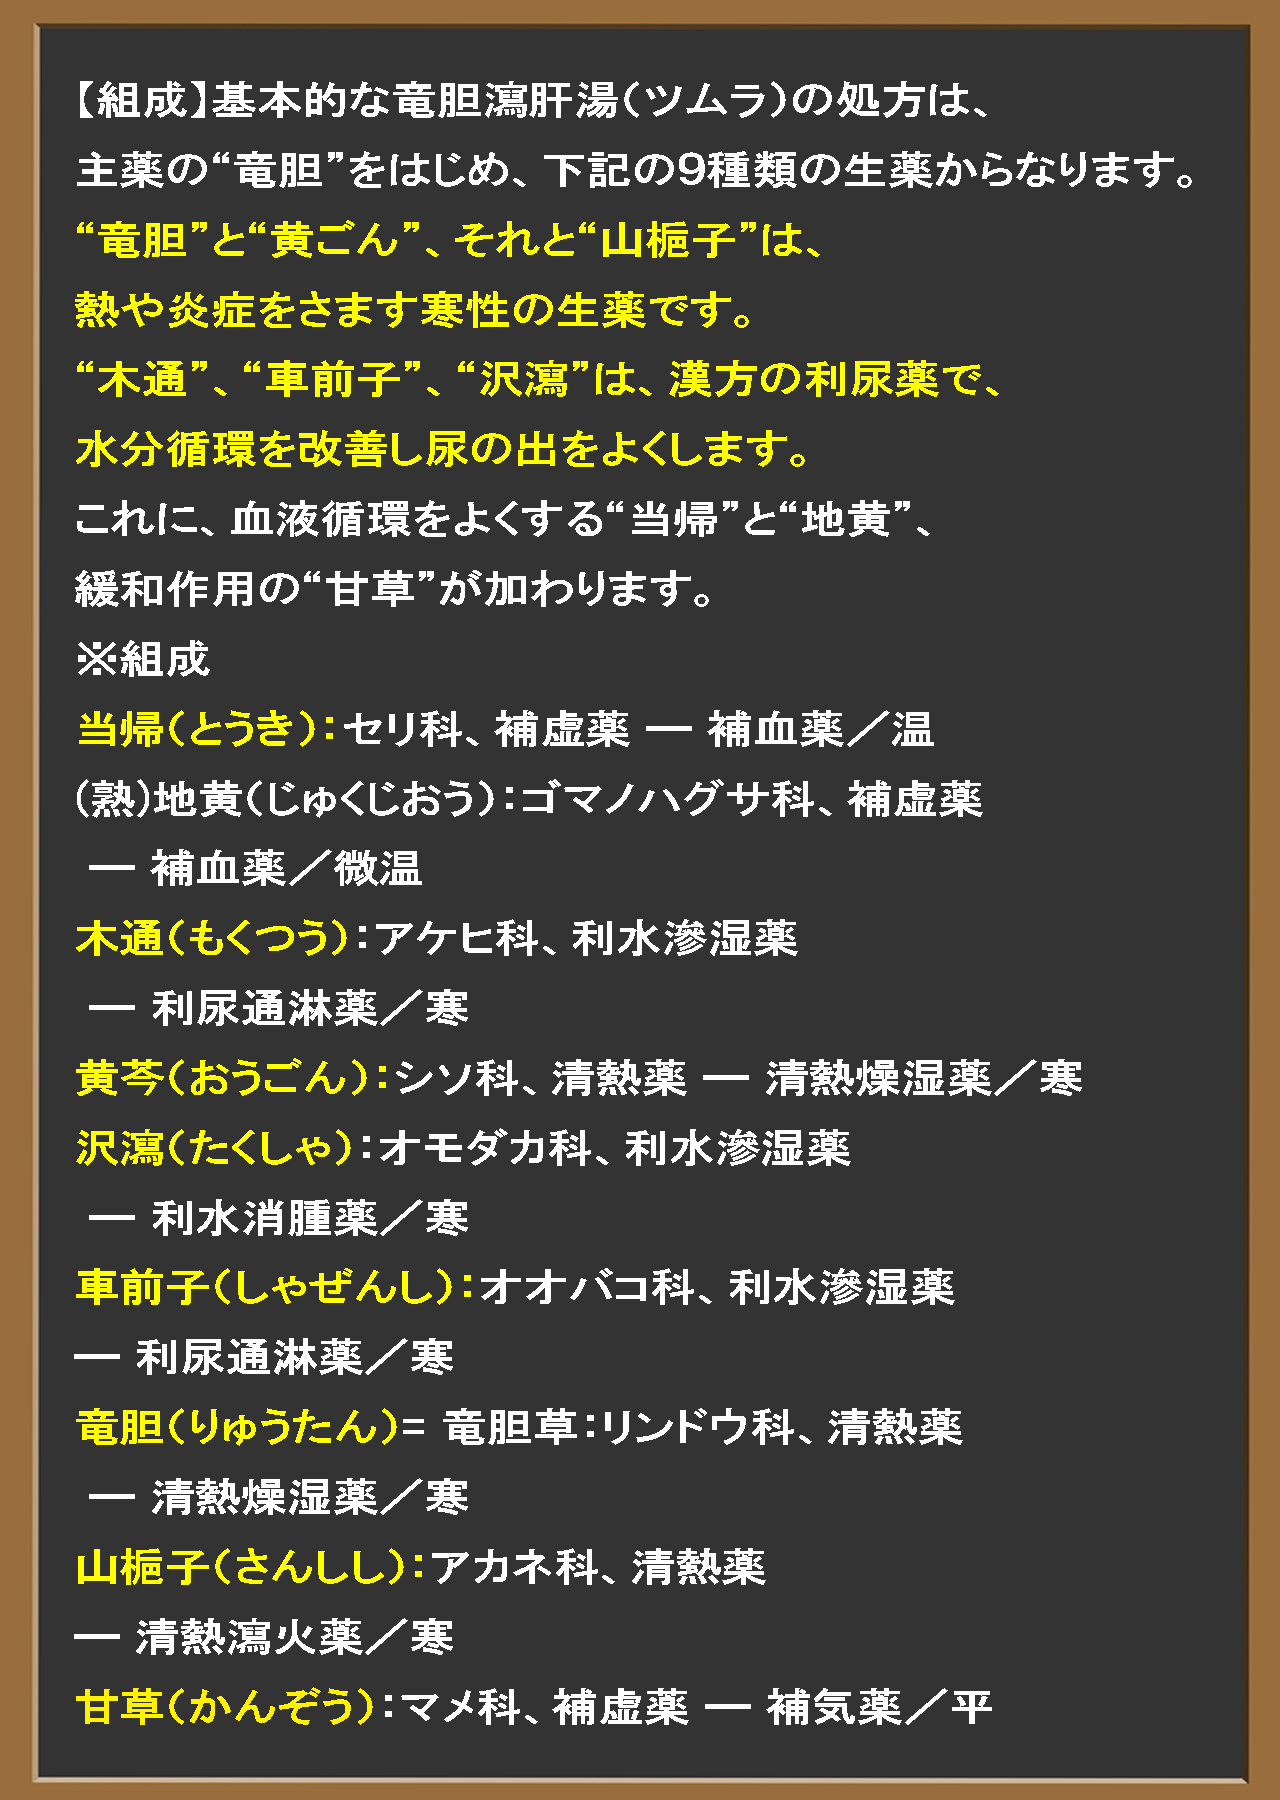 【組成】基本的な竜胆瀉肝湯（ツムラ）の処方は、
主薬の“竜胆”をはじめ、下記の９種類の生薬からなります。
“竜胆”と“黄ごん”、それと“山梔子”は、
熱や炎症をさます寒性の生薬です。
“木通”、“車前子”、“沢瀉”は、漢方の利尿薬で、
水分循環を改善し尿の出をよくします。
これに、血液循環をよくする“当帰”と“地黄”、
緩和作用の“甘草”が加わります。
※組成
当帰（とうき）：セリ科、補虚薬 ― 補血薬／温
(熟)地黄（じゅくじおう）：ゴマノハグサ科、補虚薬
― 補血薬／微温
木通（もくつう）：アケヒ科、利水滲湿薬
― 利尿通淋薬／寒
黄芩（おうごん）：シソ科、清熱薬 ― 清熱燥湿薬／寒
沢瀉（たくしゃ）：オモダカ科、利水滲湿薬
― 利水消腫薬／寒
車前子（しゃぜんし）：オオバコ科、利水滲湿薬
― 利尿通淋薬／寒
竜胆（りゅうたん）= 竜胆草：リンドウ科、清熱薬
― 清熱燥湿薬／寒
山梔子（さんしし）：アカネ科、清熱薬
― 清熱瀉火薬／寒
甘草（かんぞう）：マメ科、補虚薬 ― 補気薬／平